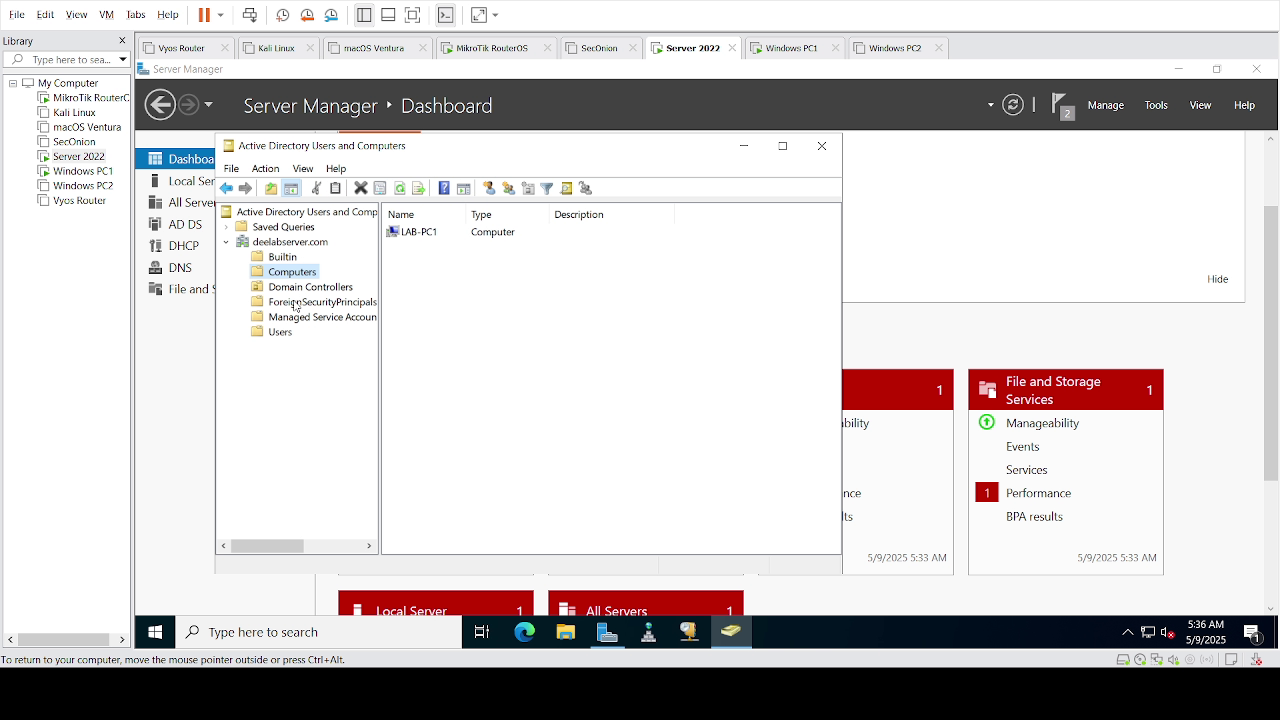 File Edit View VM Tabs Help
Library
Type here to sea...
My Computer
MikroTik RouterO
Kali Linux
macOS Ventura
SecOnion
Server 2022
Windows PC1
Windows PC2
Vyos Router
Vyos Router Kali Linux macOS Ventura MikroTik RouterOS SecOnion Server 2022 Windows PC1 Windows PC2
Server Manager
Server Manager Dashboard
2 Manage Tools View Help
Dashboa
Local Ser
All Serve
AD DS
DHCP
DNS
File and S
Active Directory Users and Computers
File Action View Help
Active Directory Users and Comp
Saved Queries
deelabserver.com
Builtin
Computers
Domain Controllers
ForeignSecurityPrincipals
Managed Service Accoun
Users
Name Type Description
LAB-PC1 Computer
Hide
1
bility
nce
lts
5/9/2025 5:33 AM
File and Storage
Services 1
Manageability
Events
Services
1 Performance
BPA results
5/9/2025 5:33 AM
Local Server 1
All Servers 1
Type here to search
5:36 AM
5/9/2025
1
To return to your computer, move the mouse pointer outside or press Ctrl+Alt.